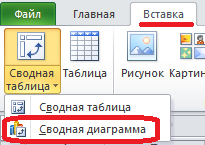 Файл Главная Вставка
Сводная таблица Таблица Рисунок Картин
Сводная таблица
Сводная диаграмма